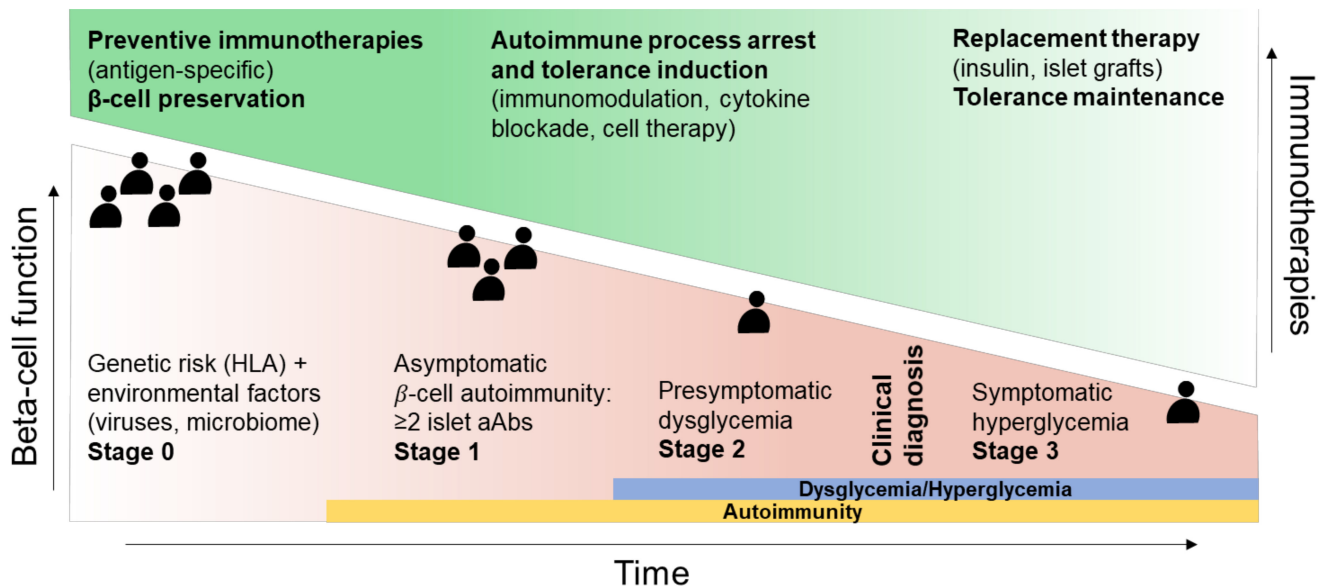 Preventive immunotherapies
(antigen-specific)
β-cell preservation
Autoimmune process arrest
and tolerance induction
(immunomodulation, cytokine
blockade, cell therapy)
Replacement therapy
(insulin, islet grafts)
Tolerance maintenance
Immunotherapies
Beta-cell function
Genetic risk (HLA) +
environmental factors
(viruses, microbiome)
Stage 0
Asymptomatic
β-cell autoimmunity:
≥2 islet aAbs
Stage 1
Presymptomatic
dysglycemia
Stage 2
Clinical
diagnosis
Symptomatic
hyperglycemia
Stage 3
Dysglycemia/Hyperglycemia
Autoimmunity
Time